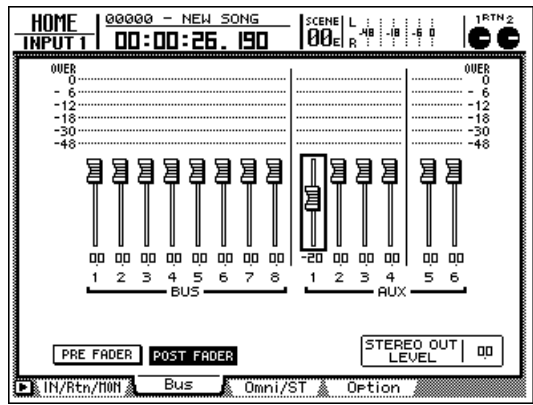 HOME 00000 - NEW SONG SCENE L 1 RTN 2
INPUT 1 00:00:26.190 00E R -48 -18 -6 0
OVER OVER
0 0
- 6 - 6
-12 -12
-18 -18
-30 -30
-48 -48
00 00 00 00 00 00 00 00 -20 00 00 00 00 00
1 2 3 4 5 6 7 8 1 2 3 4 5 6
BUS AUX
PRE FADER POST FADER STEREO OUT LEVEL 00
IN/Rtn/MON Bus Omni/ST Option